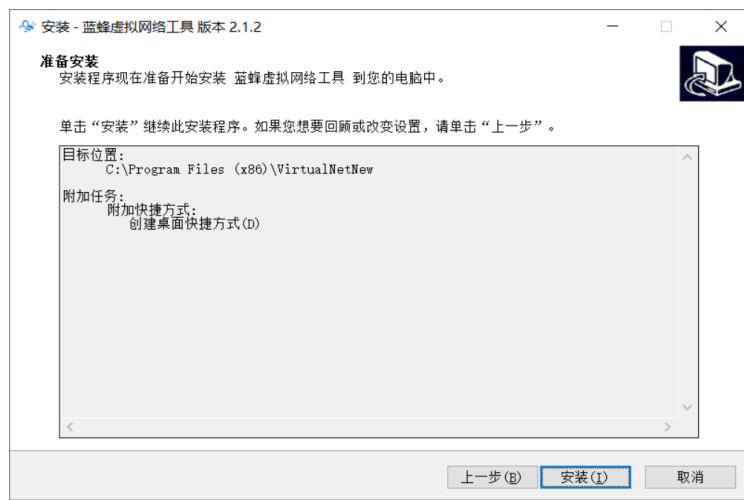 安装 - 蓝蜂虚拟网络工具 版本 2.1.2
准备安装
安装程序现在准备开始安装 蓝蜂虚拟网络工具 到您的电脑中。
单击“安装”继续此安装程序。如果您想要回顾或改变设置，请单击“上一步”。
目标位置:
C:\Program Files (x86)\VirtualNetNew
附加任务:
附加快捷方式:
创建桌面快捷方式(D)
上一步(B) 安装(I) 取消